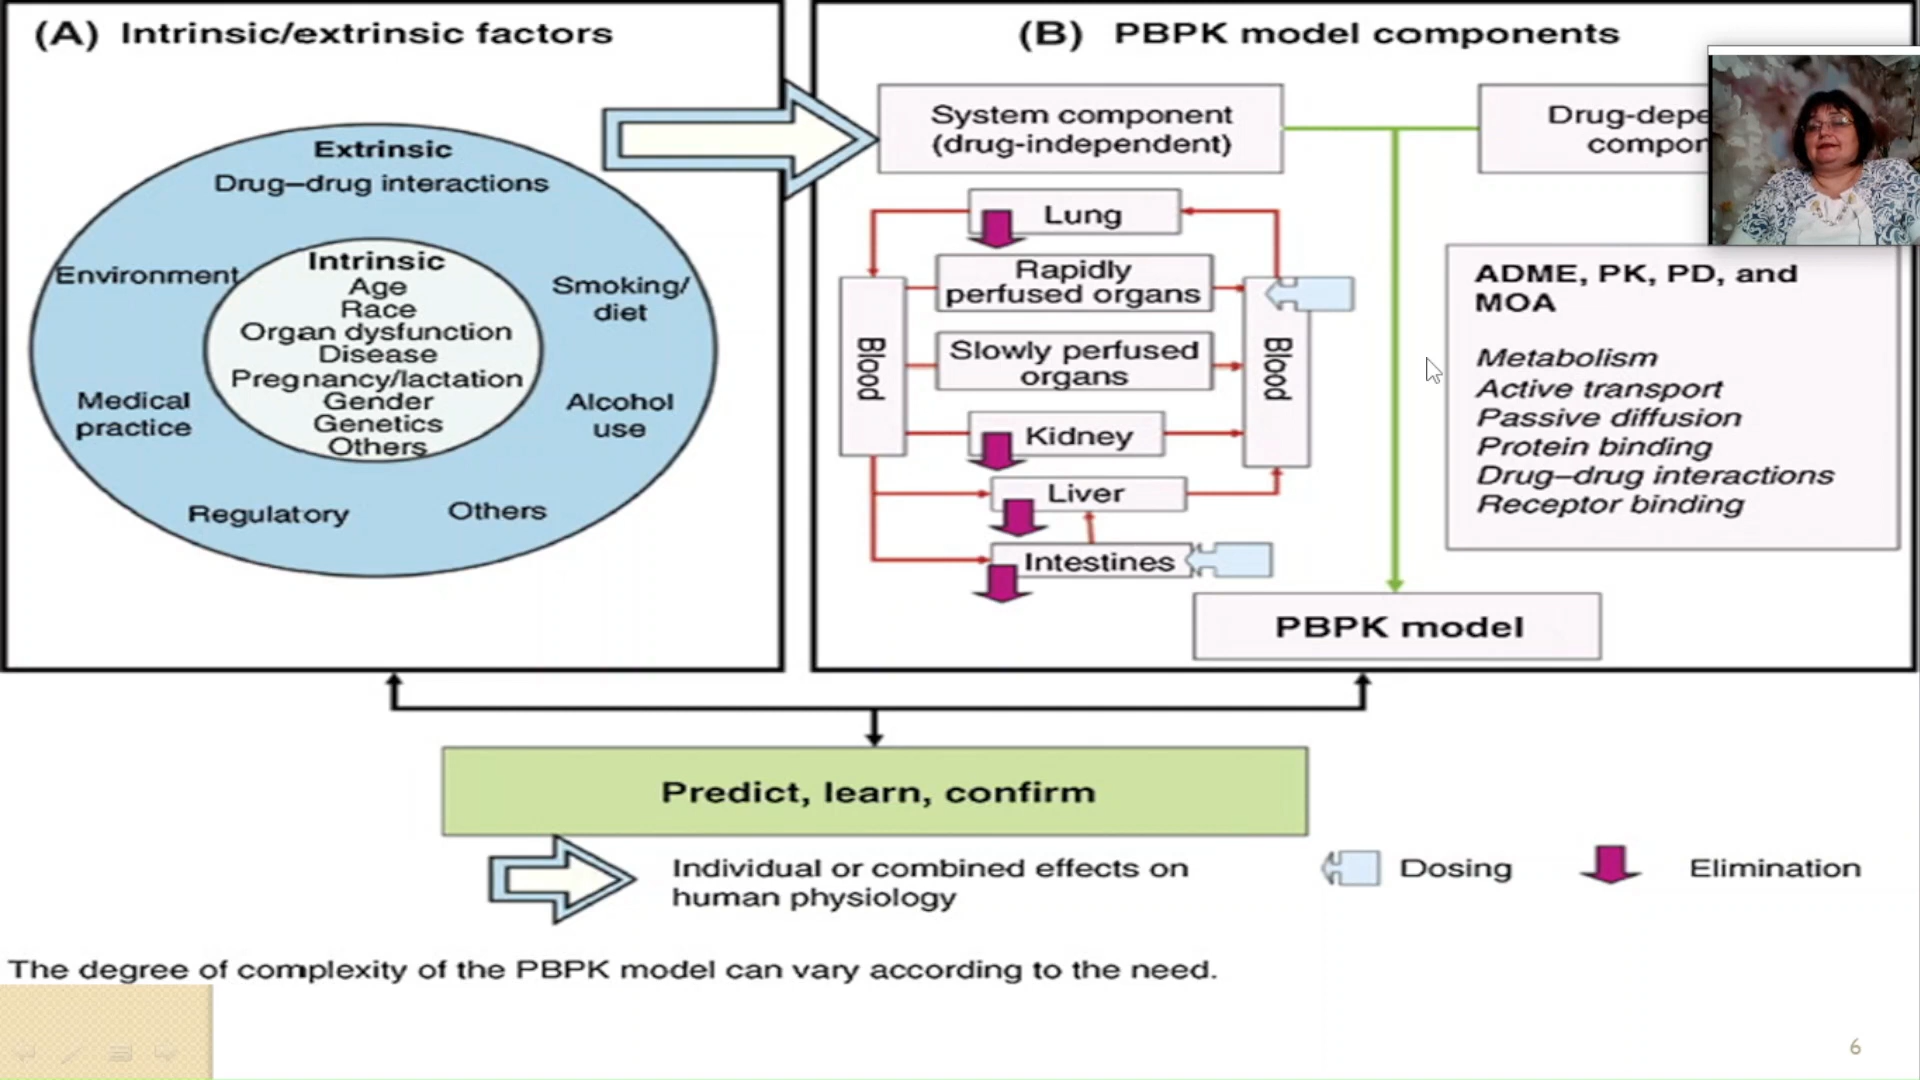 (A) Intrinsic/extrinsic factors
Extrinsic
Drug–drug interactions
Environment
Smoking/
diet
Medical
practice
Alcohol
use
Regulatory
Others
Intrinsic
Age
Race
Organ dysfunction
Disease
Pregnancy/lactation
Gender
Genetics
Others
(B) PBPK model components
System component
(drug-independent)
Lung
Rapidly
perfused organs
Slowly perfused
organs
Kidney
Liver
Intestines
Blood
Blood
Drug-depe
compon
ADME, PK, PD, and
MOA
Metabolism
Active transport
Passive diffusion
Protein binding
Drug–drug interactions
Receptor binding
PBPK model
Predict, learn, confirm
Individual or combined effects on
human physiology
Dosing
Elimination
The degree of complexity of the PBPK model can vary according to the need.
6